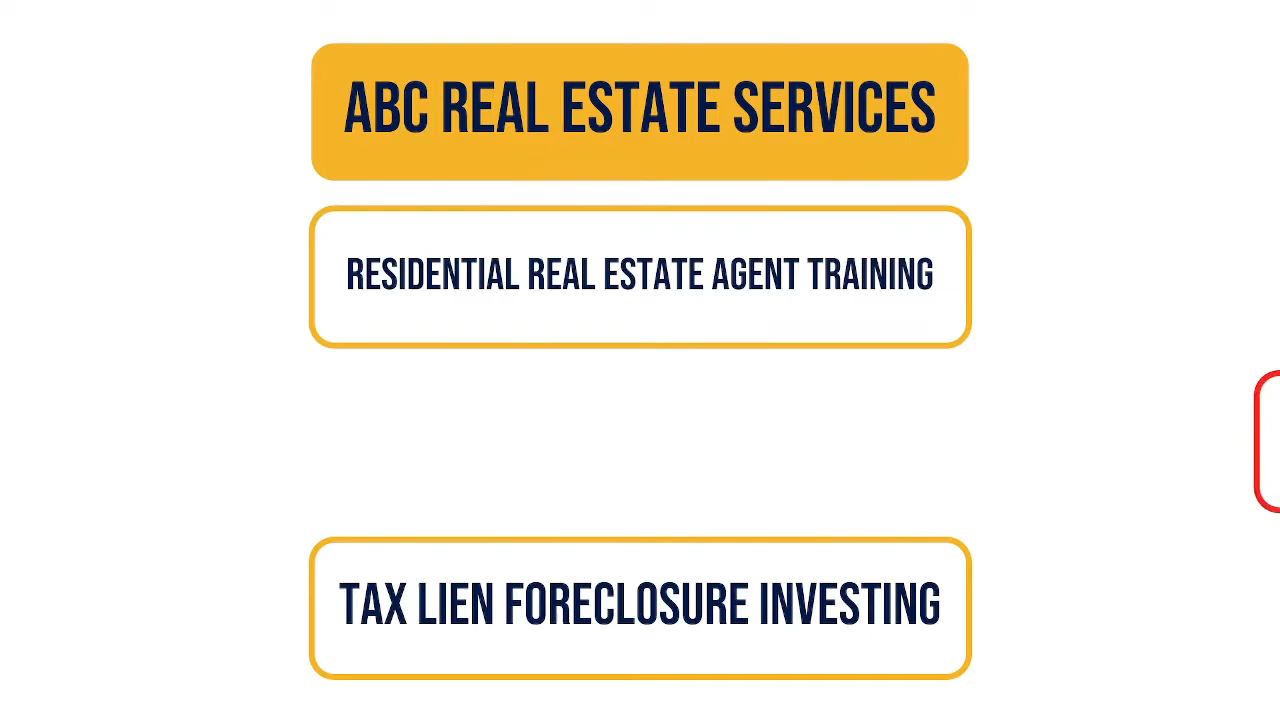 ABC REAL ESTATE SERVICES
RESIDENTIAL REAL ESTATE AGENT TRAINING
TAX LIEN FORECLOSURE INVESTING